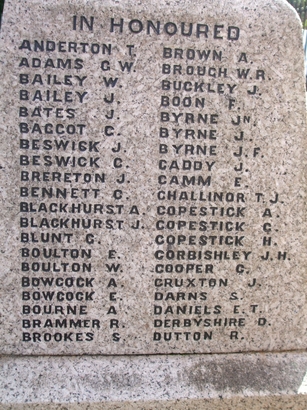 IN HONOURED
ANDERTON T.
ADAMS G.W.
BAILEY W.
BAILEY J.
BATES J.
BAGGOT G.
BESWICK J.
BESWICK G.
BRERETON J.
BENNETT G.
BLACKHURST A.
BLACKHURST J.
BLUNT G.
BOULTON E.
BOULTON W.
BOWCOCK A.
BOWCOCK E.
BOURNE A.
BRAMMER R.
BROOKES S.
BROWN A.
BROUGH W.R.
BUCKLEY J.
BOON F.
BYRNE JN.
BYRNE J.
BYRNE J.F.
CADDY J.
CAMM E.
CHALLINOR T.J.
COPESTICK A.
COPESTICK G.
COPESTICK H.
CORBISHLEY J.H.
COOPER G.
CRUXTON J.
DARNS S.
DANIELS E.T.
DERBYSHIRE D.
DUTTON R.